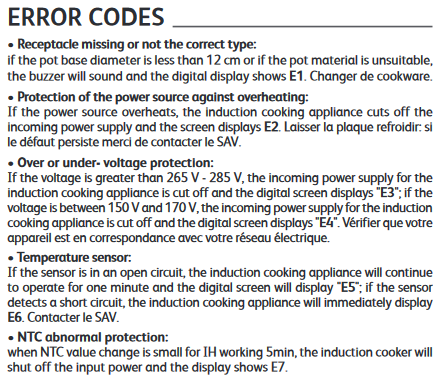 ERROR CODES
• Receptacle missing or not the correct type:
if the pot base diameter is less than 12 cm or if the pot material is unsuitable,
the buzzer will sound and the digital display shows E1. Changer de cookware.
• Protection of the power source against overheating:
If the power source overheats, the induction cooking appliance cuts off the
incoming power supply and the screen displays E2. Laisser la plaque refroidir: si
le défaut persiste merci de contacter le SAV.
• Over or under- voltage protection:
If the voltage is greater than 265 V - 285 V, the incoming power supply for the
induction cooking appliance is cut off and the digital screen displays "E3"; if the
voltage is between 150 V and 170 V, the incoming power supply for the induction
cooking appliance is cut off and the digital screen displays "E4". Vérifier que votre
appareil est en correspondance avec votre réseau électrique.
• Temperature sensor:
If the sensor is in an open circuit, the induction cooking appliance will continue
to operate for one minute and the digital screen will display "E5"; if the sensor
detects a short circuit, the induction cooking appliance will immediately display
E6. Contacter le SAV.
• NTC abnormal protection:
when NTC value change is small for IH working 5min, the induction cooker will
shut off the input power and the display shows E7.